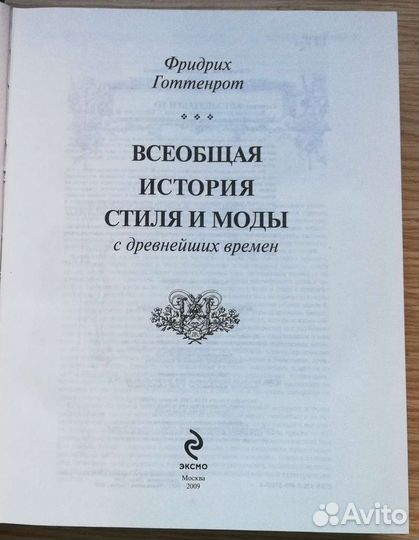 Фридрих
Готтенрот
ВСЕОБЩАЯ
ИСТОРИЯ
СТИЛЯ И МОДЫ
с древнейших времен
ЭКСМО
Москва
2009
Avito